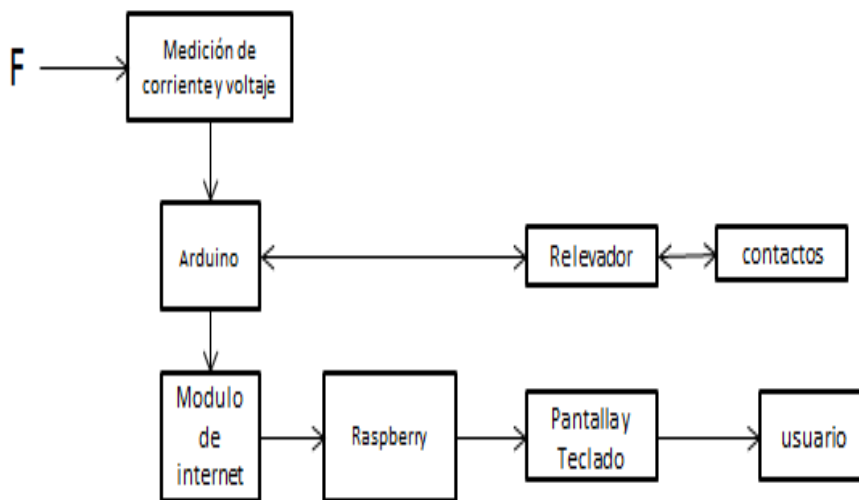 F
Medición de
corriente y voltaje
Arduino
Relevador
contactos
Modulo
de
internet
Raspberry
Pantalla y
Teclado
usuario